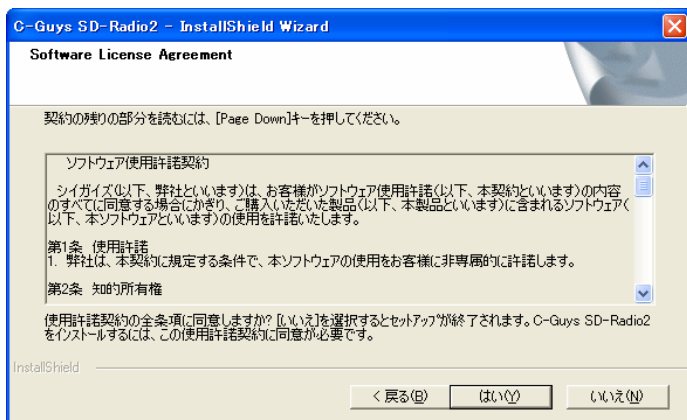 C-Guys SD-Radio2 - InstallShield Wizard
Software License Agreement
契約の残りの部分を読むには、[Page Down]キーを押してください。
ソフトウェア使用許諾契約
シイガイズ(以下、弊社といいます)は、お客様がソフトウェア使用許諾(以下、本契約といいます)の内容
のすべてに同意する場合にかぎり、ご購入いただいた製品(以下、本製品といいます)に含まれるソフトウェア(
以下、本ソフトウェアといいます)の使用を許諾いたします。
第1条 使用許諾
1. 弊社は、本契約に規定する条件で、本ソフトウェアの使用をお客様に非専属的に許諾します。
第2条 知的所有権
使用許諾契約の全条項に同意しますか? [いいえ]を選択するとセットアップが終了されます。C-Guys SD-Radio2
をインストールするには、この使用許諾契約に同意が必要です。
InstallShield
< 戻る(B)
はい(Y)
いいえ(N)